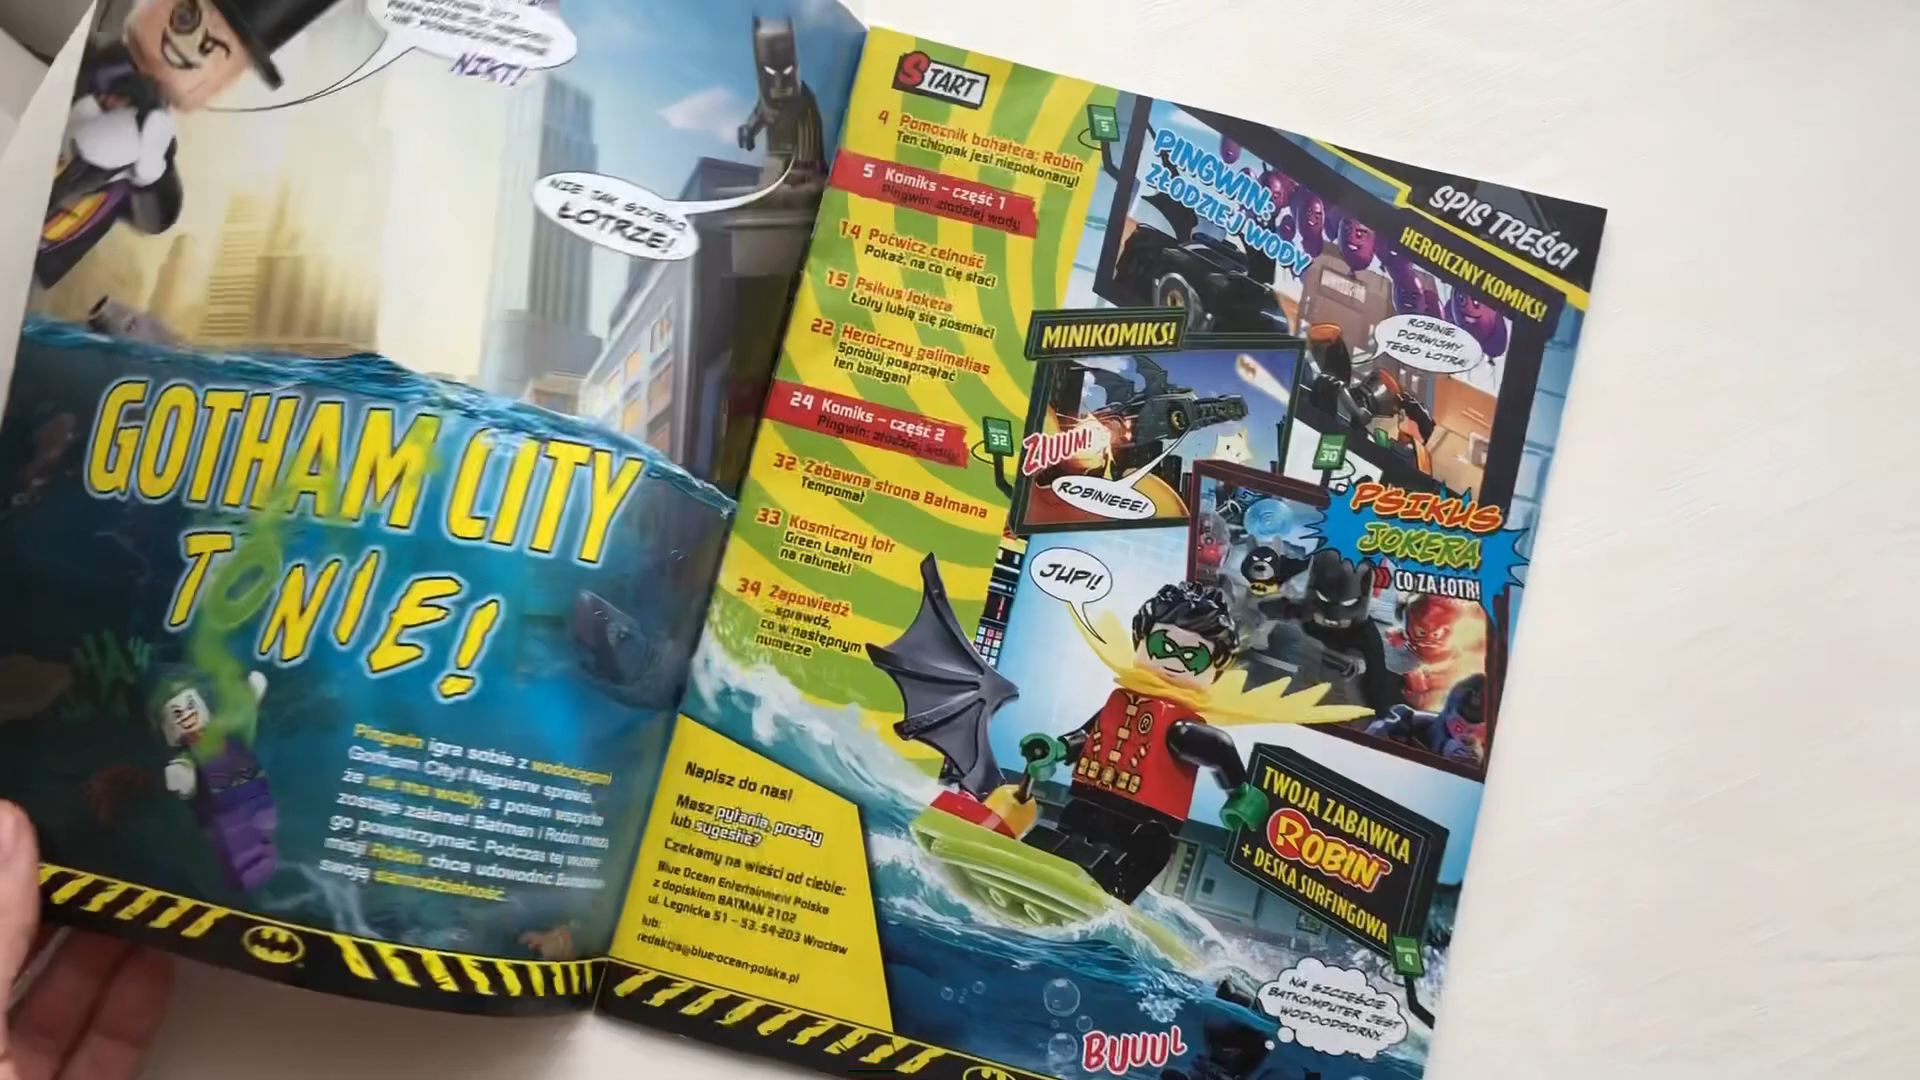 NIKT!
NIE TAK SZYBKO,
ŁOTRZE!
GOTHAM CITY
TONIE!
Pingwin igra sobie z wodociągami
Gotham City! Najpierw sprawia,
że nie ma wody, a potem wszystko
zostaje zalane! Batman i Robin muszą
go powstrzymać. Podczas tej
misji Robin chce udowodnić
swoją samodzielność.
START
4 Pomocnik bohatera: Robin
Ten chłopak jest niepokonany!
5 Komiks – część 1
Pingwin: złodziej wody
14 Poćwicz celność
Pokaż, na co cię stać!
15 Psikus Jokera
Łotry lubią się pośmiać!
22 Heroiczny galimatias
Spróbuj posprzątać
ten bałagan!
24 Komiks – część 2
Pingwin: złodziej wody
32 Zabawna strona Batmana
Tempomat
33 Kosmiczny łotr
Green Lantern
na ratunek!
34 Zapowiedź
...sprawdź,
co w następnym
numerze
Napisz do nas!
Masz pytania, prośby
lub sugestie?
Czekamy na wieści od ciebie:
Blue Ocean Entertainment Polska
z dopiskiem BATMAN 2102
ul. Legnicka 51 – 53, 54-203 Wrocław
lub:
redakcja@blue-ocean-polska.pl
SPIS TREŚCI
HEROICZNY KOMIKS!
Strona
5
PINGWIN:
ZŁODZIEJ WODY
ROBINIE,
DORWIJMY
TEGO ŁOTRA!
MINIKOMIKS!
ZIUUM!
ROBINIEEE!
Strona
32
Strona
30
PSIKUS
JOKERA
CO ZA ŁOTR!
JUPI!
TWOJA ZABAWKA
ROBIN
+ DESKA SURFINGOWA
4
NA SZCZĘŚCIE
BATKOMPUTER JEST
WODOODPORNY.
BUUUL